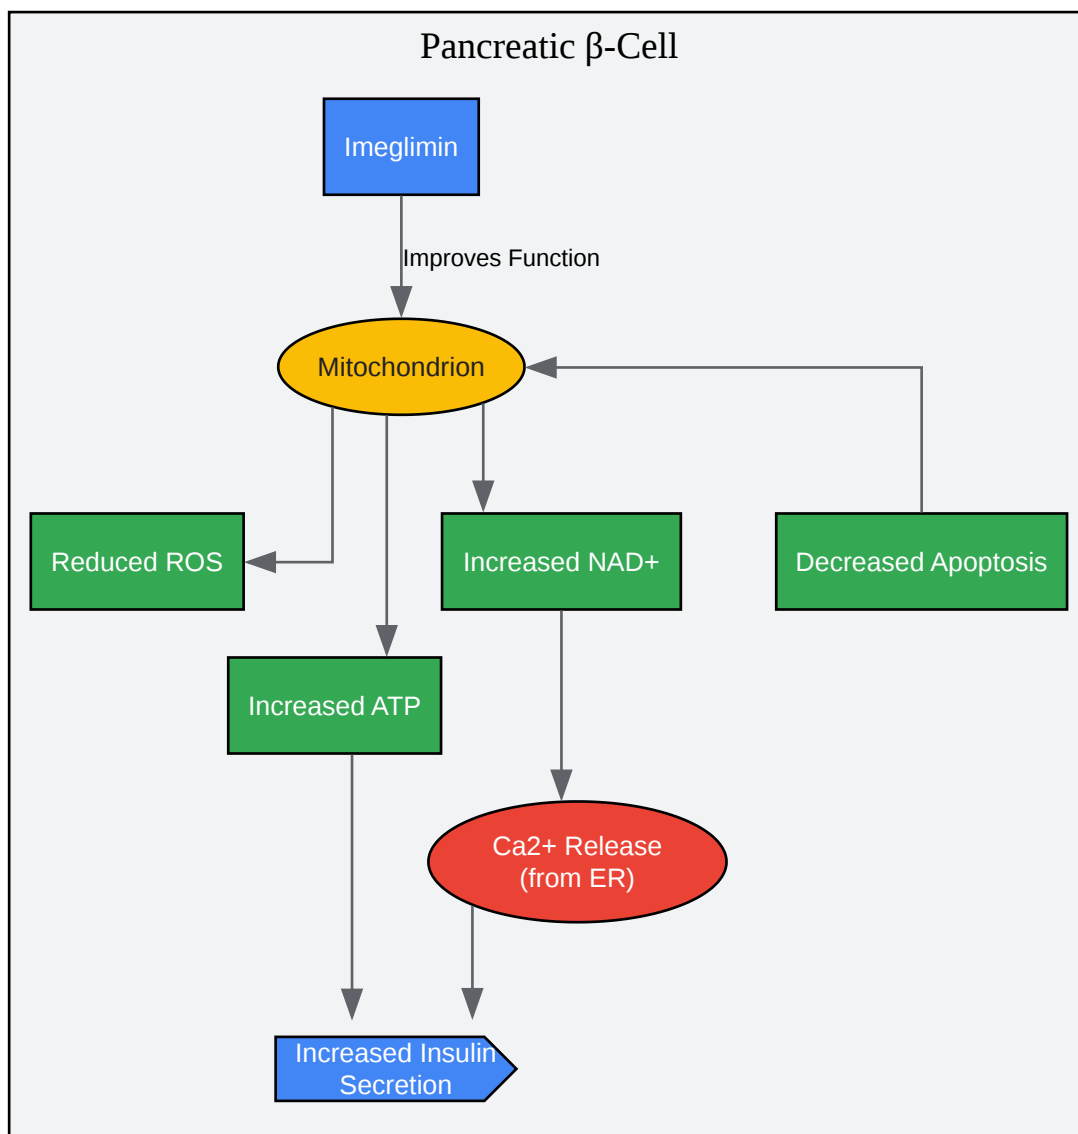 Pancreatic β-Cell
Imeglimin
Improves Function
Mitochondrion
Reduced ROS
Increased NAD+
Decreased Apoptosis
Increased ATP
Ca2+ Release
(from ER)
Increased Insulin
Secretion